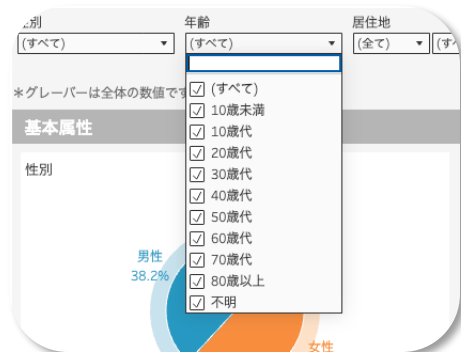 性別 年齢 居住地
(すべて) (すべて) (全て) (すべ
*グレーバーは全体の数値です
(すべて)
10歳未満
10歳代
20歳代
30歳代
40歳代
50歳代
60歳代
70歳代
80歳以上
不明
基本属性
性別
男性
38.2%
女性